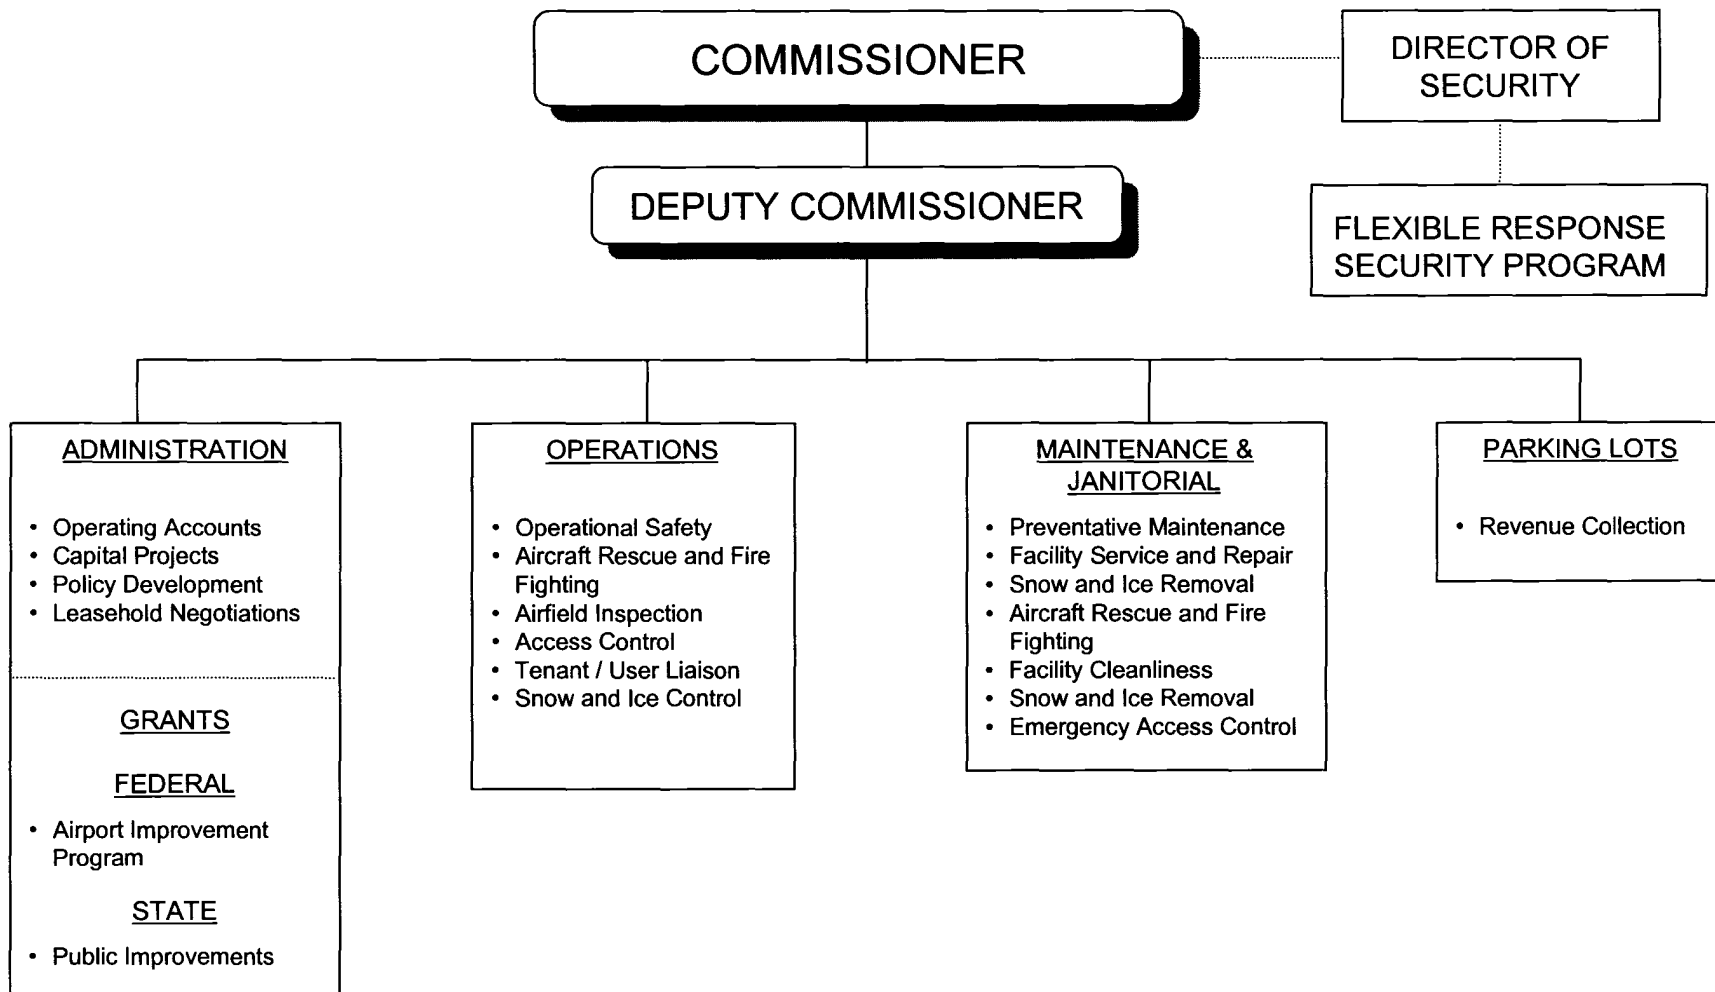 COMMISSIONER
DIRECTOR OF
SECURITY
DEPUTY COMMISSIONER
FLEXIBLE RESPONSE
SECURITY PROGRAM
ADMINISTRATION
• Operating Accounts
• Capital Projects
• Policy Development
• Leasehold Negotiations
GRANTS
FEDERAL
• Airport Improvement
Program
STATE
• Public Improvements
OPERATIONS
• Operational Safety
• Aircraft Rescue and Fire
Fighting
• Airfield Inspection
• Access Control
• Tenant / User Liaison
• Snow and Ice Control
MAINTENANCE &
JANITORIAL
• Preventative Maintenance
• Facility Service and Repair
• Snow and Ice Removal
• Aircraft Rescue and Fire
Fighting
• Facility Cleanliness
• Snow and Ice Removal
• Emergency Access Control
PARKING LOTS
• Revenue Collection